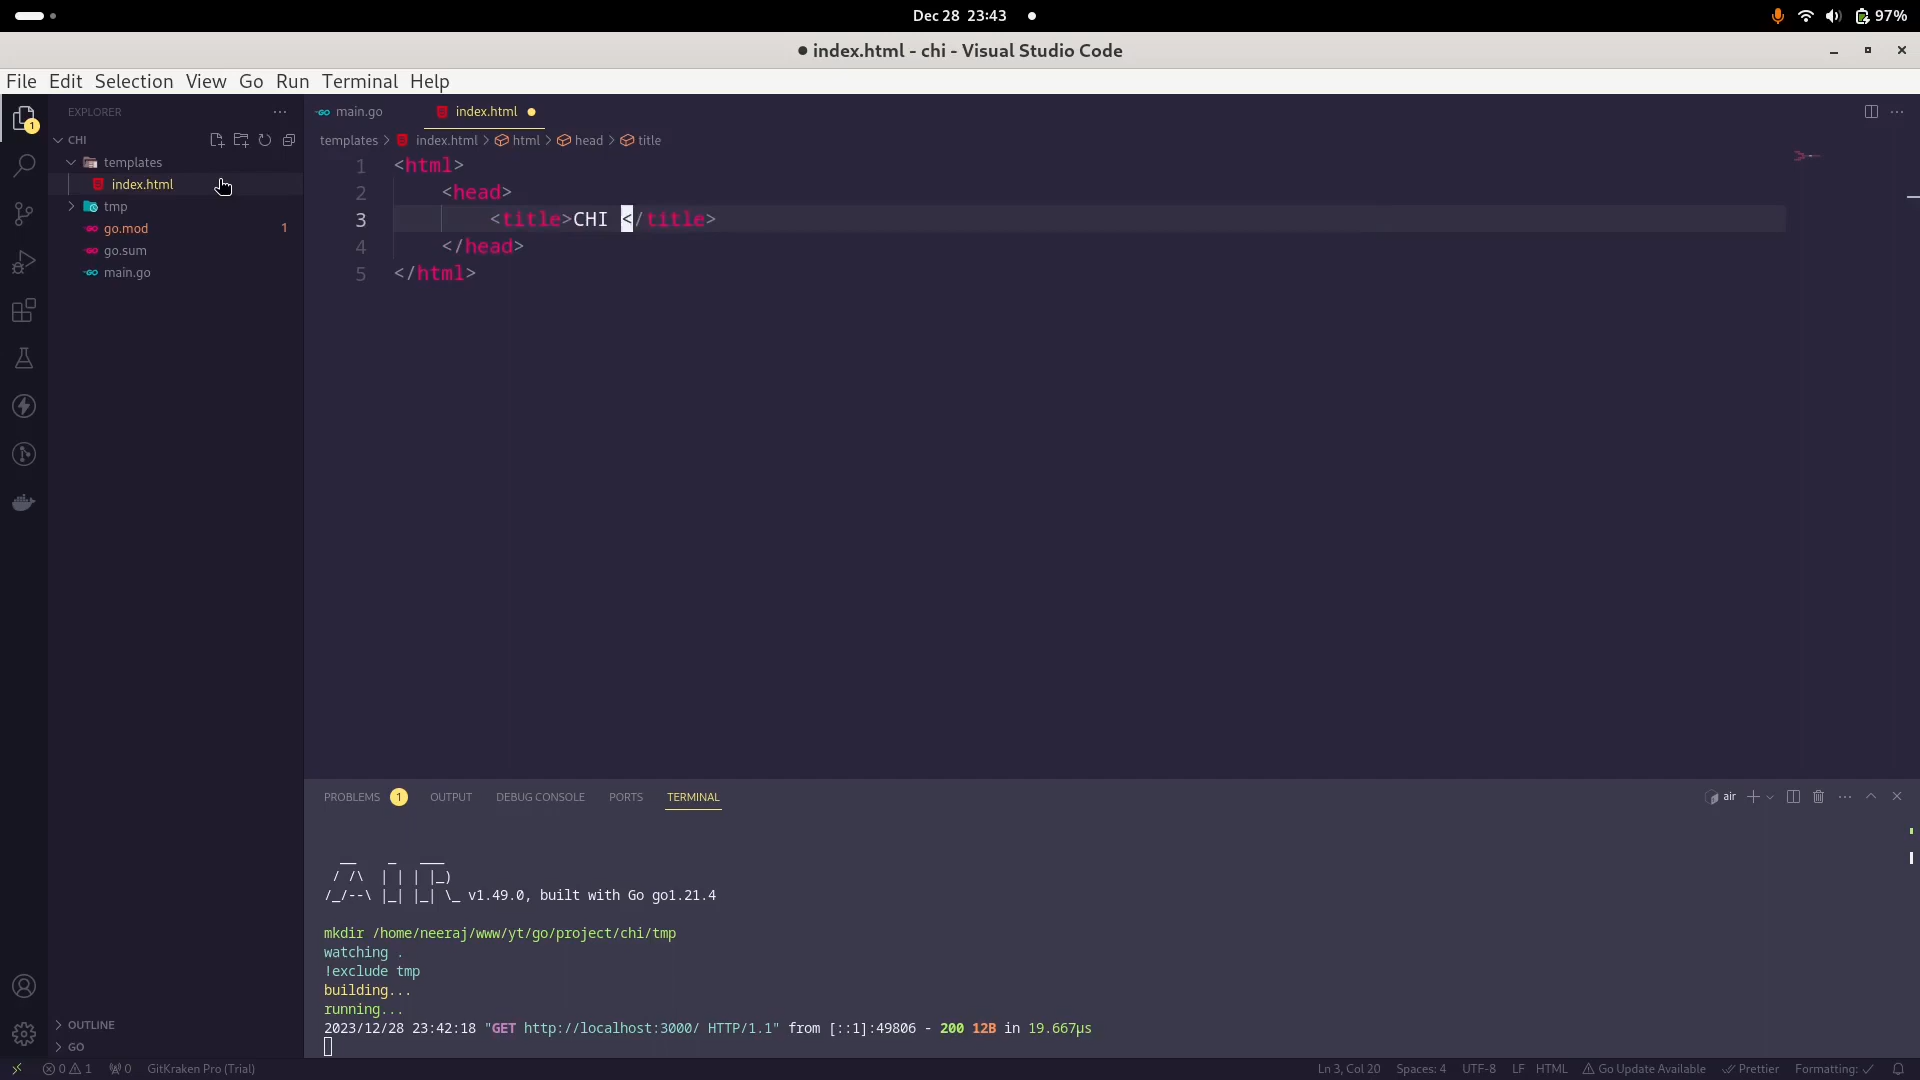 Dec 28 23:43
97%
● index.html - chi - Visual Studio Code
File Edit Selection View Go Run Terminal Help
EXPLORER
CHI
templates
index.html
tmp
go.mod 1
go.sum
main.go
OUTLINE
GO
1
main.go index.html
templates > index.html > html > head > title
1 <html>
2 <head>
3 <title>CHI </title>
4 </head>
5 </html>
PROBLEMS 1 OUTPUT DEBUG CONSOLE PORTS TERMINAL
air
  __    _   ___
 / /\  | | | |_)
/_/--\ |_| |_| \_ v1.49.0, built with Go go1.21.4
mkdir /home/neeraj/www/yt/go/project/chi/tmp
watching .
!exclude tmp
building...
running...
2023/12/28 23:42:18 "GET http://localhost:3000/ HTTP/1.1" from [::1]:49806 - 200 12B in 19.667µs
0 1 0 GitKraken Pro (Trial) Ln 3, Col 20 Spaces: 4 UTF-8 LF HTML Go Update Available Prettier Formatting: ✓